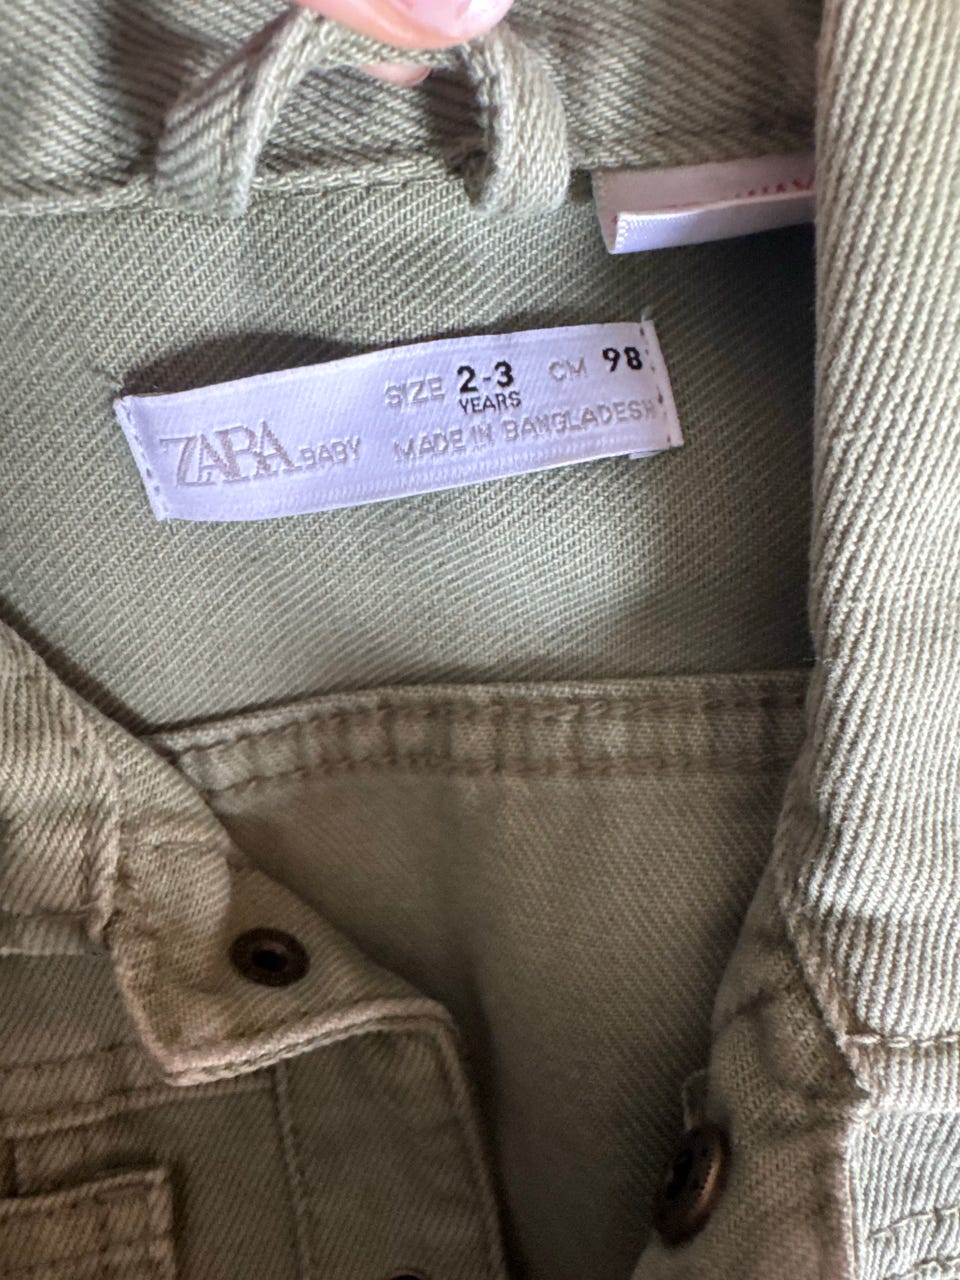 SIZE 2-3 CM 98
YEARS
ZARA BABY MADE IN BANGLADESH